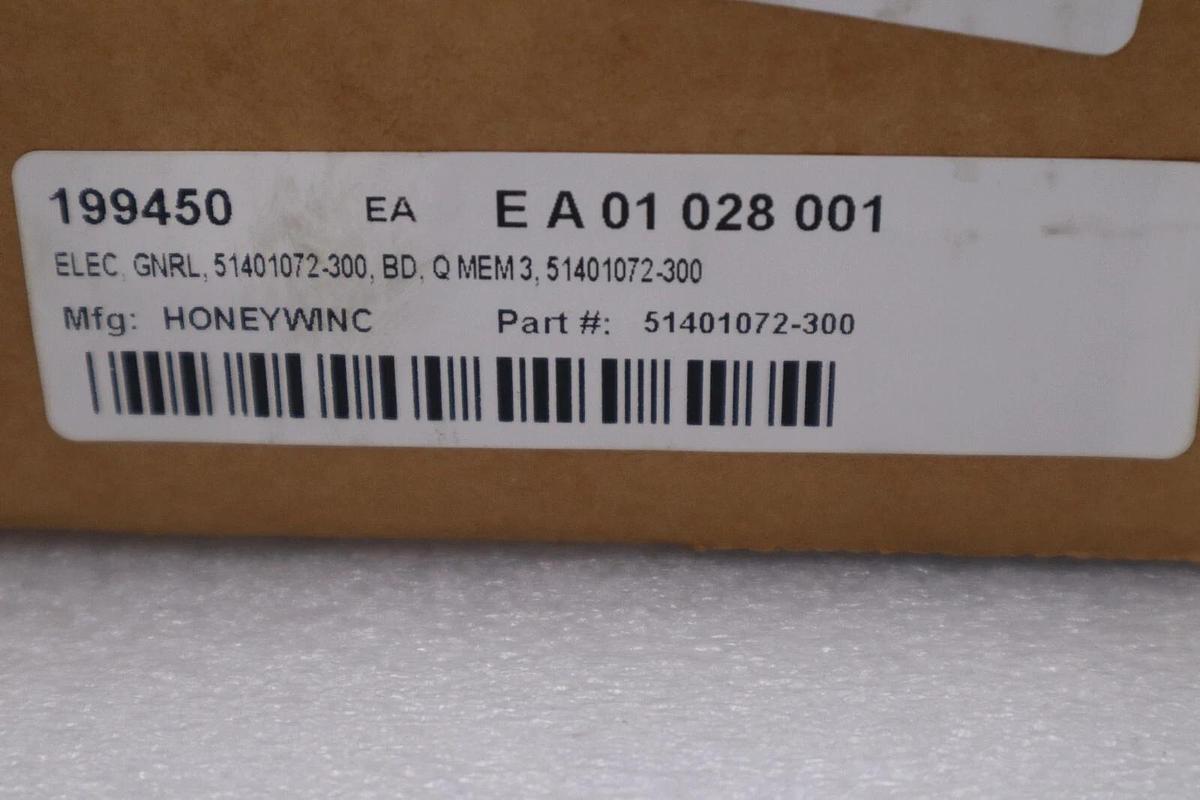 199450 EA E A 01 028 001
ELEC, GNRL, 51401072-300, BD, Q MEM 3, 51401072-300
Mfg: HONEYWINC Part #: 51401072-300